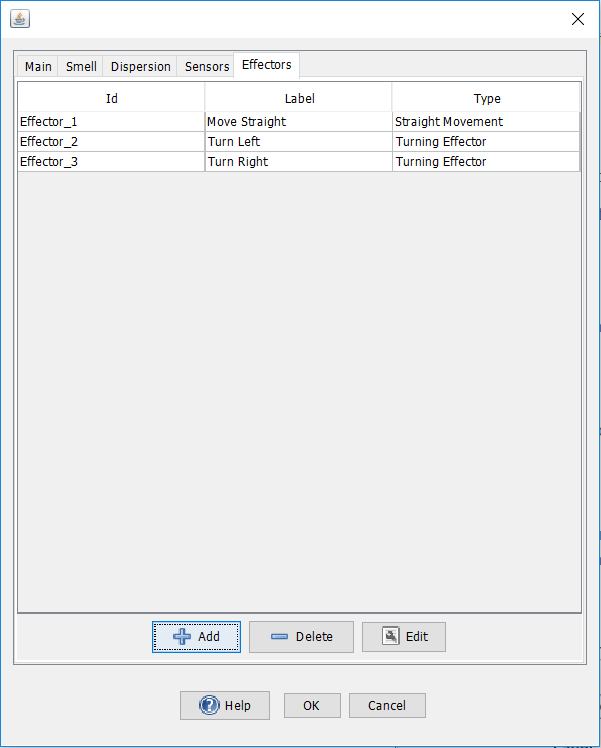 Main Smell Dispersion Sensors Effectors
Id Label Type
Effector_1 Move Straight Straight Movement
Effector_2 Turn Left Turning Effector
Effector_3 Turn Right Turning Effector
Add Delete Edit
Help OK Cancel